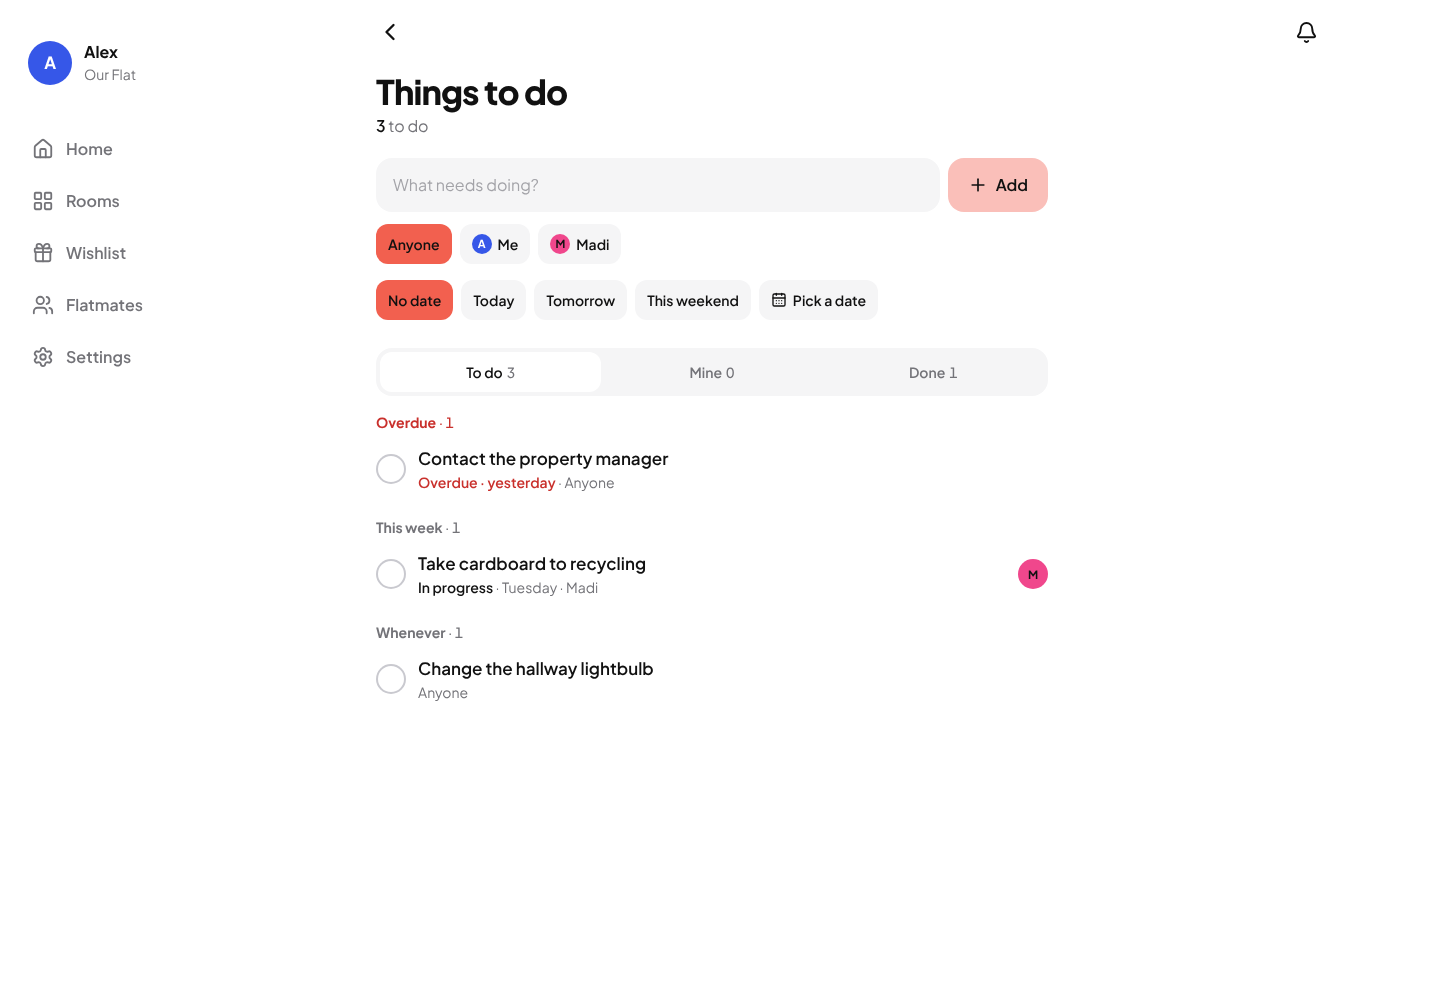 A
Alex
Our Flat
Home
Rooms
Wishlist
Flatmates
Settings
Things to do
3 to do
What needs doing?
Add
Anyone
A Me
M Madi
No date
Today
Tomorrow
This weekend
Pick a date
To do 3
Mine 0
Done 1
Overdue · 1
Contact the property manager
Overdue · yesterday · Anyone
This week · 1
Take cardboard to recycling
In progress · Tuesday · Madi
M
Whenever · 1
Change the hallway lightbulb
Anyone